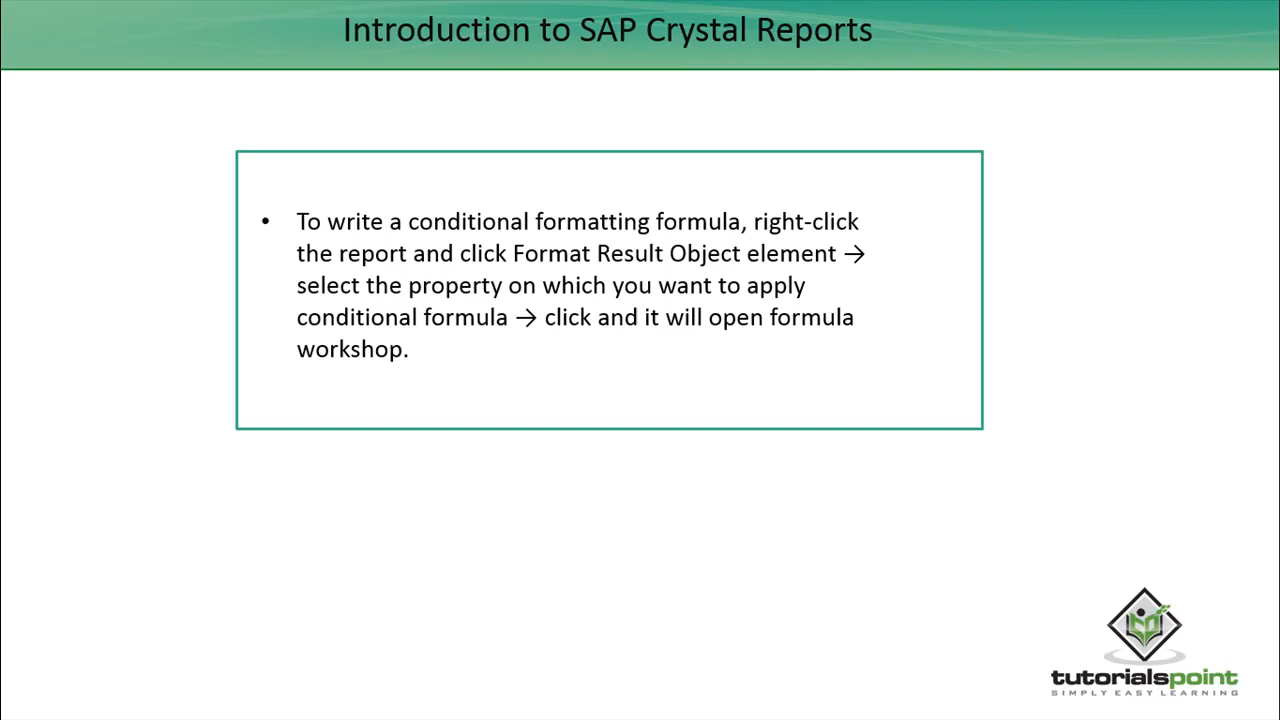 Introduction to SAP Crystal Reports
• To write a conditional formatting formula, right-click
the report and click Format Result Object element →
select the property on which you want to apply
conditional formula → click and it will open formula
workshop.
tutorialspoint
SIMPLY EASY LEARNING